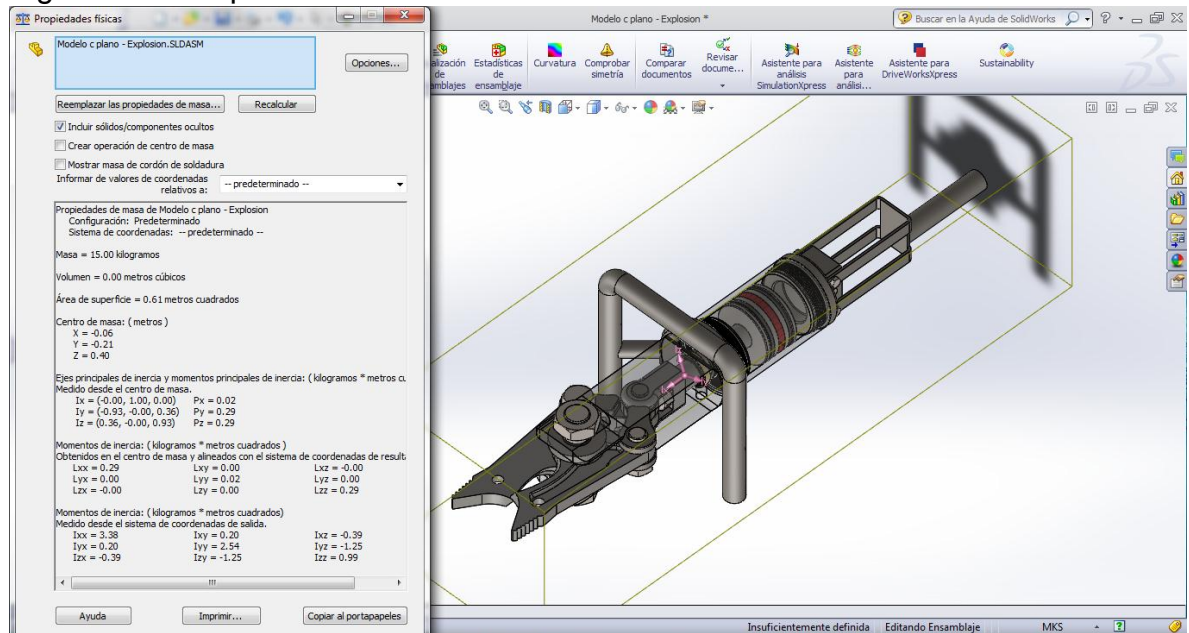 Propiedades físicas
Modelo c plano - Explosion.SLDASM
Opciones...
Reemplazar las propiedades de masa...
Recalcular
Incluir sólidos/componentes ocultos
Crear operación de centro de masa
Mostrar masa de cordón de soldadura
Informar de valores de coordenadas relativos a:
-- predeterminado --
Propiedades de masa de Modelo c plano - Explosion
Configuración: Predeterminado
Sistema de coordenadas: -- predeterminado --
Masa = 15.00 kilogramos
Volumen = 0.00 metros cúbicos
Área de superficie = 0.61 metros cuadrados
Centro de masa: ( metros )
X = -0.06
Y = -0.21
Z = 0.40
Ejes principales de inercia y momentos principales de inercia: ( kilogramos * metros cu
Medido desde el centro de masa.
Ix = (-0.00, 1.00, 0.00) Px = 0.02
Iy = (-0.93, -0.00, 0.36) Py = 0.29
Iz = (0.36, -0.00, 0.93) Pz = 0.29
Momentos de inercia: ( kilogramos * metros cuadrados )
Obtenidos en el centro de masa y alineados con el sistema de coordenadas de result
Lxx = 0.29 Lxy = 0.00 Lxz = -0.00
Lyx = 0.00 Lyy = 0.02 Lyz = 0.00
Lzx = -0.00 Lzy = 0.00 Lzz = 0.29
Momentos de inercia: ( kilogramos * metros cuadrados)
Medido desde el sistema de coordenadas de salida.
Ixx = 3.38 Ixy = 0.20 Ixz = -0.39
Iyx = 0.20 Iyy = 2.54 Iyz = -1.25
Izx = -0.39 Izy = -1.25 Izz = 0.99
Ayuda
Imprimir...
Copiar al portapapeles
Modelo c plano - Explosion *
Buscar en la Ayuda de SolidWorks
alización de amblajes
Estadísticas de ensamblaje
Curvatura
Comprobar simetría
Comparar documentos
Revisar docume...
Asistente para análisis SimulationXpress
Asistente para análisi...
Asistente para DriveWorksXpress
Sustainability
Insuficientemente definida
Editando Ensamblaje
MKS